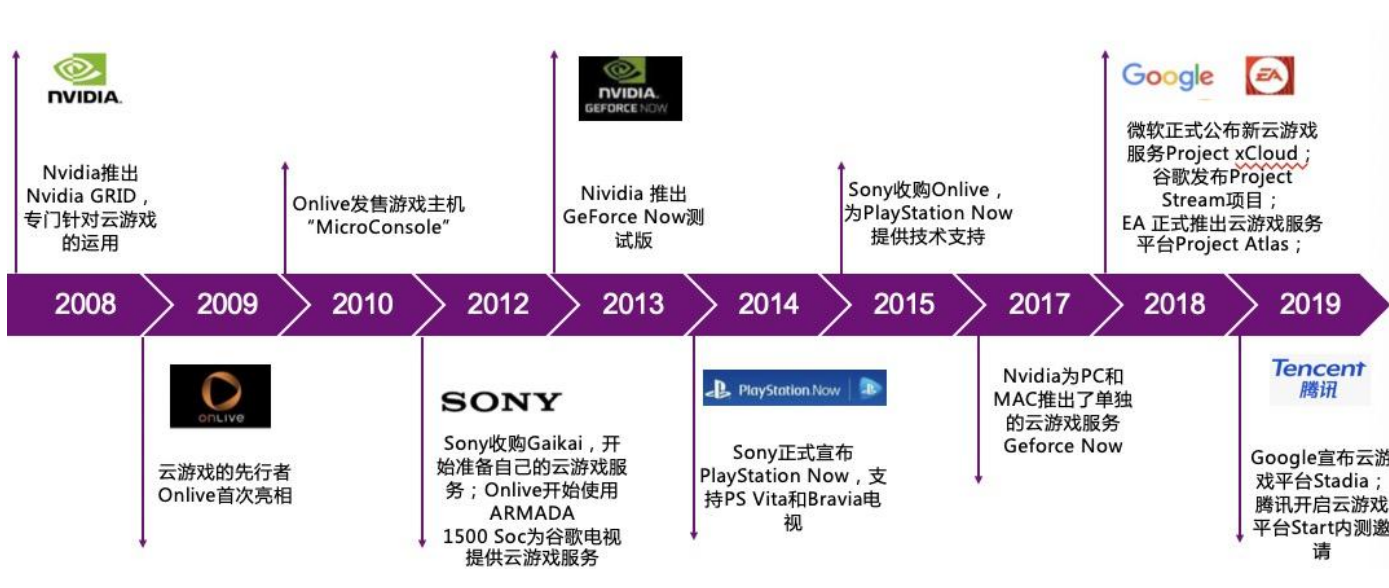 NVIDIA.
Nvidia推出
Nvidia GRID，
专门针对云游戏
的运用
Onlive发售游戏主机
“MicroConsole”
NVIDIA.
GEFORCE NOW
Nividia 推出
GeForce Now测
试版
Sony收购Onlive，
为PlayStation Now
提供技术支持
Google
EA
微软正式公布新云游戏
服务Project xCloud；
谷歌发布Project
Stream项目；
EA 正式推出云游戏服务
平台Project Atlas；
2008
2009
2010
2012
2013
2014
2015
2017
2018
2019
onLIVE
云游戏的先行者
Onlive首次亮相
SONY
Sony收购Gaikai，开
始准备自己的云游戏服
务；Onlive开始使用
ARMADA
1500 Soc为谷歌电视
提供云游戏服务
PlayStation Now
Sony正式宣布
PlayStation Now，支
持PS Vita和Bravia电
视
Nvidia为PC和
MAC推出了单独
的云游戏服务
Geforce Now
Tencent
腾讯
Google宣布云游
戏平台Stadia；
腾讯开启云游戏
平台Start内测邀
请